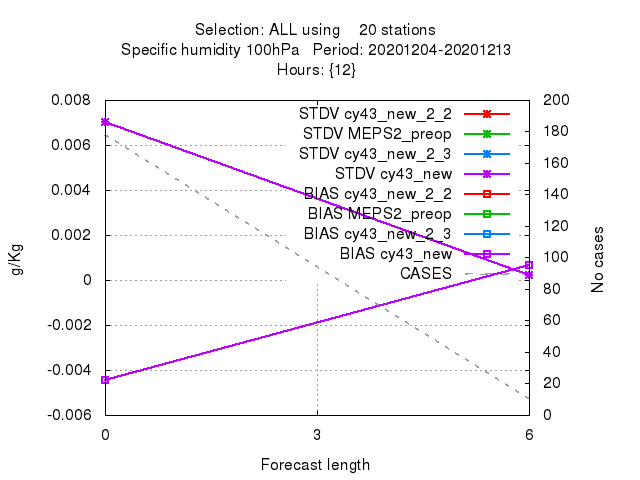 Selection: ALL using 20 stations
Specific humidity 100hPa Period: 20201204-20201213
Hours: {12}
0.008
0.006
0.004
0.002
0
-0.002
-0.004
-0.006
g/Kg
STDV cy43_new_2_2
STDV MEPS2_preop
STDV cy43_new_2_3
STDV cy43_new
BIAS cy43_new_2_2
BIAS MEPS2_preop
BIAS cy43_new_2_3
BIAS cy43_new
CASES
200
180
160
140
120
100
80
60
40
20
0
No cases
0 3 6
Forecast length